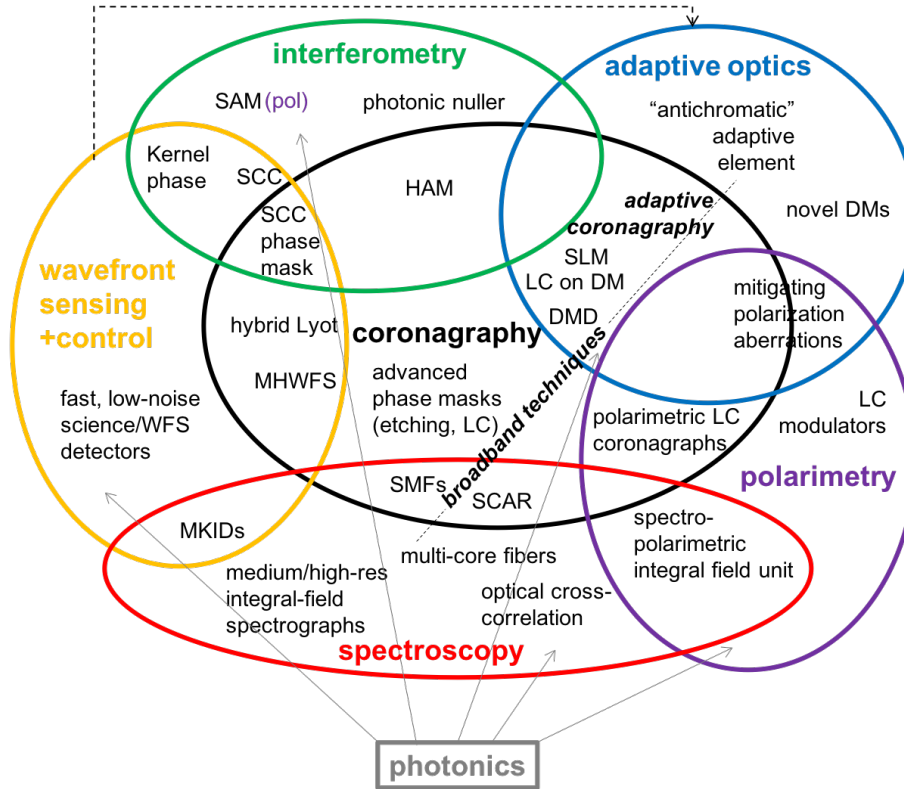 interferometry
adaptive optics
SAM (pol)
photonic nuller
“antichromatic”
adaptive
element
Kernel
phase
SCC
HAM
adaptive
coronagraphy
novel DMs
SCC
phase
mask
SLM
LC on DM
DMD
wavefront
sensing
+control
mitigating
polarization
aberrations
hybrid Lyot
coronagraphy
MHWFS
advanced
phase masks
(etching, LC)
broadband techniques
fast, low-noise
science/WFS
detectors
polarimetric LC
coronagraphs
LC
modulators
polarimetry
SMFs
SCAR
MKIDs
multi-core fibers
spectro-
polarimetric
integral field unit
medium/high-res
integral-field
spectrographs
optical cross-
correlation
spectroscopy
photonics